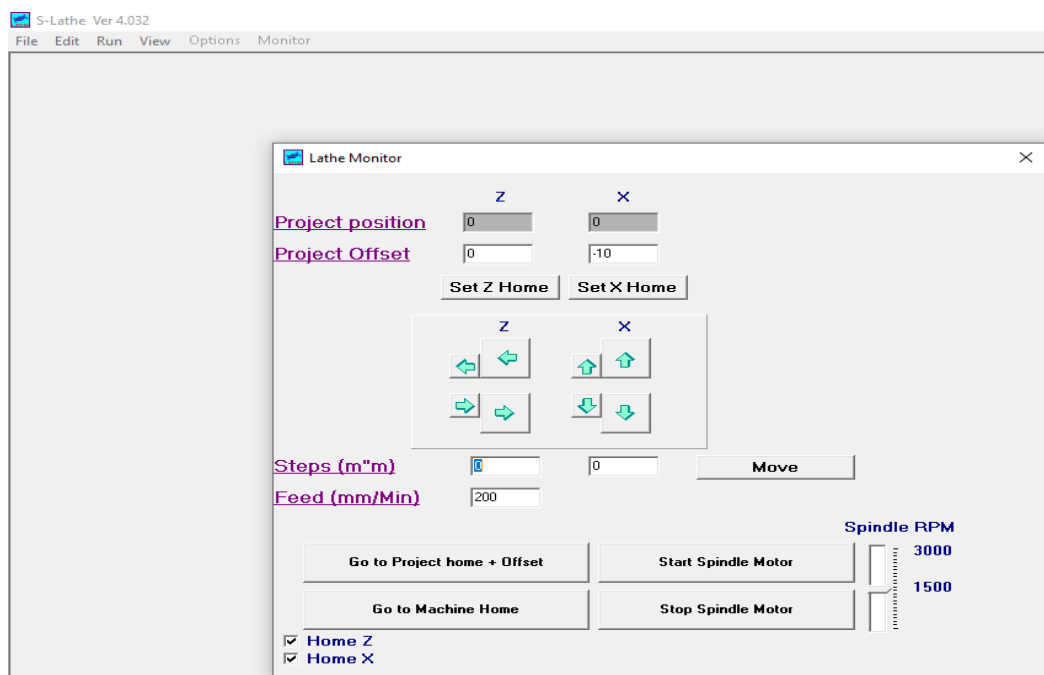 S-Lathe Ver 4.032
File Edit Run View Options Monitor
Lathe Monitor
Z X
Project position 0 0
Project Offset 0 -10
Set Z Home Set X Home
Z X
Steps (m"m) 0 0 Move
Feed (mm/Min) 200
Spindle RPM
Go to Project home + Offset Start Spindle Motor 3000
1500
Go to Machine Home Stop Spindle Motor
Home Z
Home X